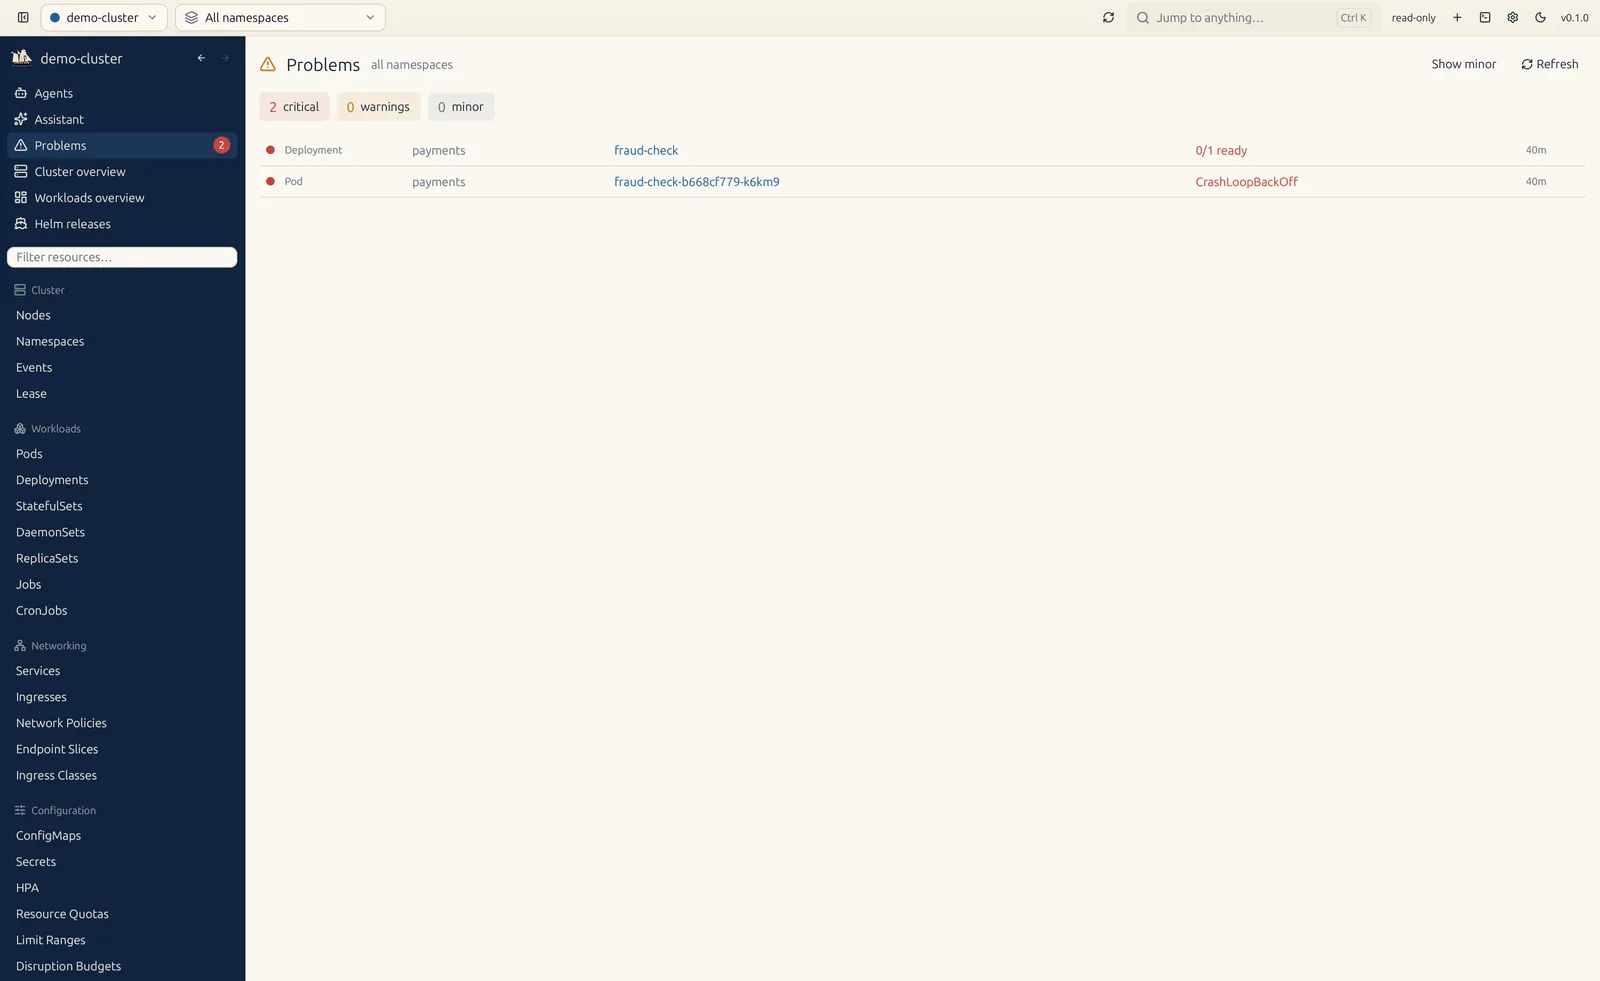 demo-cluster
All namespaces
Jump to anything…
Ctrl K
read-only
v0.1.0
demo-cluster
Agents
Assistant
Problems 2
Cluster overview
Workloads overview
Helm releases
Filter resources…
Cluster
Nodes
Namespaces
Events
Lease
Workloads
Pods
Deployments
StatefulSets
DaemonSets
ReplicaSets
Jobs
CronJobs
Networking
Services
Ingresses
Network Policies
Endpoint Slices
Ingress Classes
Configuration
ConfigMaps
Secrets
HPA
Resource Quotas
Limit Ranges
Disruption Budgets
Problems all namespaces
Show minor
Refresh
2 critical
0 warnings
0 minor
Deployment payments fraud-check 0/1 ready 40m
Pod payments fraud-check-b668cf779-k6km9 CrashLoopBackOff 40m